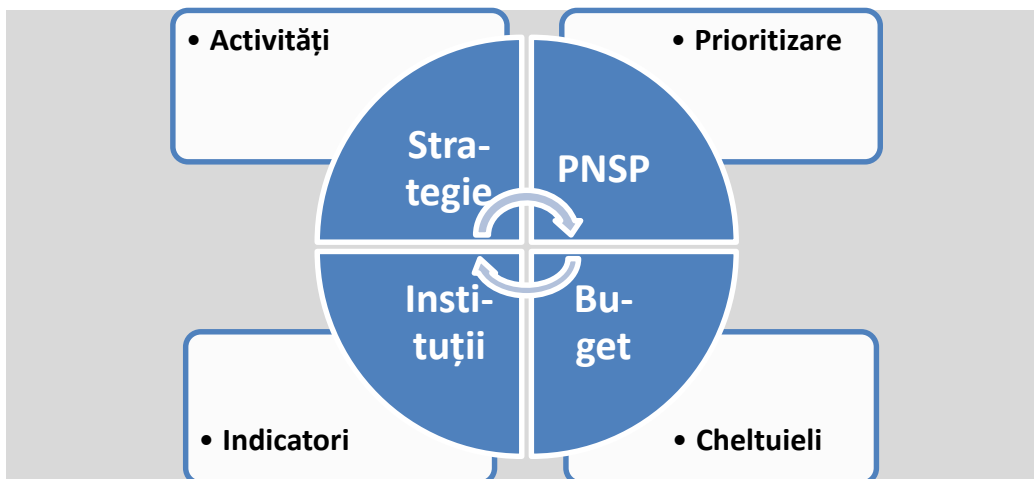 • Activități
• Prioritizare
Stra-
tegie
PNSP
Insti-
tuții
Bu-
get
• Indicatori
• Cheltuieli